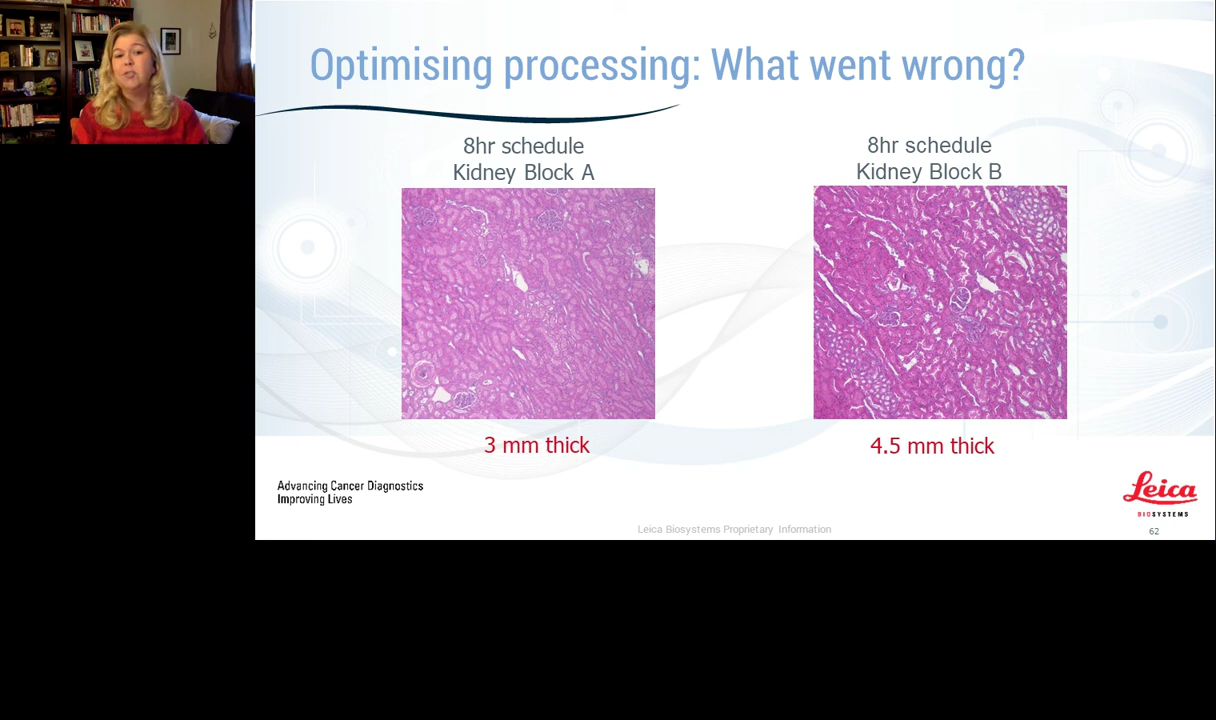 Optimising processing: What went wrong?
8hr schedule
Kidney Block A
8hr schedule
Kidney Block B
3 mm thick
4.5 mm thick
Advancing Cancer Diagnostics
Improving Lives
Leica
BIOSYSTEMS
Leica Biosystems Proprietary Information
62